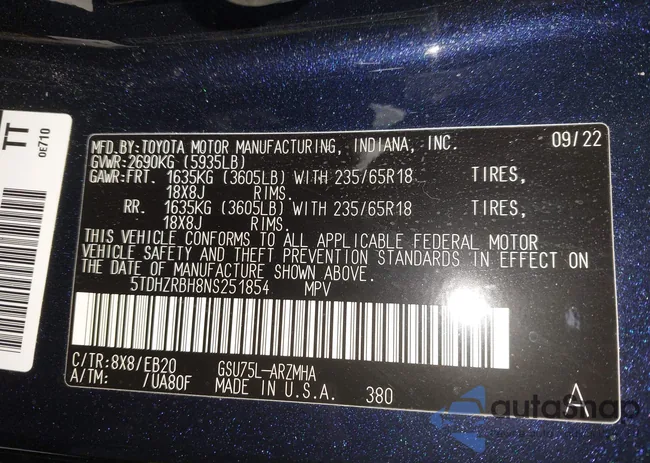 TT
0E710
MFD.BY:TOYOTA MOTOR MANUFACTURING, INDIANA, INC. 09/22
GVWR:2690KG (5935LB)
GAWR:FRT. 1635KG (3605LB) WITH 235/65R18 TIRES,
18X8J RIMS.
RR. 1635KG (3605LB) WITH 235/65R18 TIRES,
18X8J RIMS.
THIS VEHICLE CONFORMS TO ALL APPLICABLE FEDERAL MOTOR
VEHICLE SAFETY AND THEFT PREVENTION STANDARDS IN EFFECT ON
THE DATE OF MANUFACTURE SHOWN ABOVE.
5TDHZRBH8NS251854 MPV
C/TR:8X8/EB20 GSU75L-ARZMHA
A/TM: /UA80F MADE IN U.S.A. 380 A
autoSnap